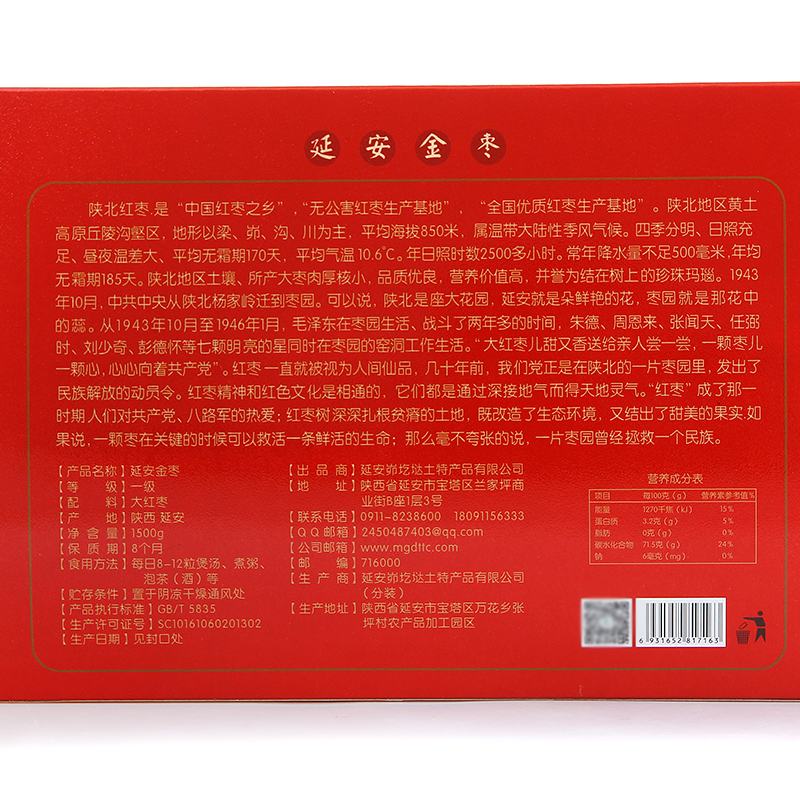 延安金枣
陕北红枣.是“中国红枣之乡”,“无公害红枣生产基地”,“全国优质红枣生产基地”。陕北地区黄土
高原丘陵沟壑区，地形以梁、峁、沟、川为主，平均海拔850米，属温带大陆性季风气候。四季分明、日照充
足、昼夜温差大、平均无霜期170天，平均气温10.6℃。年日照时数2500多小时。常年降水量不足500毫米,年均
无霜期185天。陕北地区土壤、所产大枣肉厚核小，品质优良，营养价值高，并誉为结在树上的珍珠玛瑙。1943
年10月，中共中央从陕北杨家岭迁到枣园。可以说，陕北是座大花园，延安就是朵鲜艳的花，枣园就是那花中
的蕊。从1943年10月至1946年1月，毛泽东在枣园生活、战斗了两年多的时间，朱德、周恩来、张闻天、任弼
时、刘少奇、彭德怀等七颗明亮的星同时在枣园的窑洞工作生活。“大红枣儿甜又香送给亲人尝一尝，一颗枣儿
一颗心，心心向着共产党”。红枣一直就被视为人间仙品，几十年前，我们党正是在陕北的一片枣园里，发出了
民族解放的动员令。红枣精神和红色文化是相通的，它们都是通过深接地气而得天地灵气。“红枣”成了那一
时期人们对共产党、八路军的热爱；红枣树深深扎根贫瘠的土地，既改造了生态环境，又结出了甜美的果实.如
果说,一颗枣在关键的时候可以救活一条鲜活的生命；那么毫不夸张的说，一片枣园曾经拯救一个民族。
【产品名称】延安金枣
【等 级】一级
【配 料】大红枣
【产 地】陕西 延安
【净 含 量】1500g
【保 质 期】8个月
【食用方法】每日8-12粒煲汤、煮粥、
泡茶（酒）等
【贮存条件】置于阴凉干燥通风处
【产品执行标准】GB/T 5835
【生产许可证号】SC10161060201302
【生产日期】见封口处
【出 品 商】延安峁圪垯土特产品有限公司
【地 址】陕西省延安市宝塔区兰家坪商
业街B座1层3号
【联系电话】0911-8238600 18091156333
【QQ邮箱】2450487403@qq.com
【公司邮箱】www.mgdttc.com
【邮 编】716000
【生 产 商】延安峁圪垯土特产品有限公司
（分装）
【生产地址】陕西省延安市宝塔区万花乡张
坪村农产品加工园区
营养成分表
项目 每100克（g） 营养素参考值%
能量 1270千焦（kJ） 15%
蛋白质 3.2克（g） 5%
脂肪 0克（g） 0%
碳水化合物 71.5克（g） 24%
钠 6毫克（mg） 0%
6 931652 817163